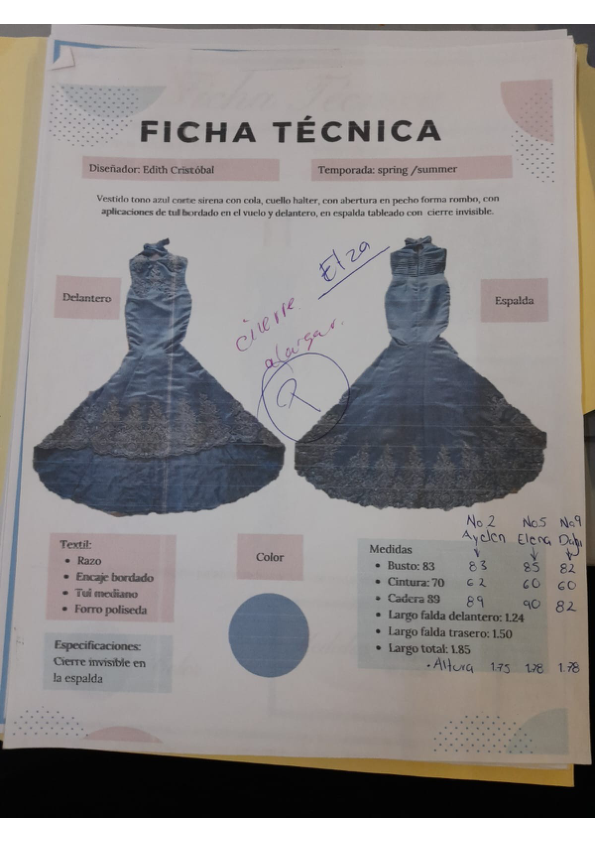 FICHA TÉCNICA
Diseñador: Edith Cristóbal
Temporada: spring /summer
Vestido tono azul corte sirena con cola, cuello halter, con abertura en pecho forma rombo, con
aplicaciones de tul bordado en el vuelo y delantero, en espalda tableado con cierre invisible.
Elza
cierre
alargar.
Delantero
Espalda
Textil:
• Razo
• Encaje bordado
• Tul mediano
• Forro poliseda
Especificaciones:
Cierre invisible en
la espalda
Color
No.2 No.5 No.9
Ayelen Elena
Medidas
• Busto: 83 83 85 82
• Cintura: 70 62 60 60
• Cadera 89 89 90 82
• Largo falda delantero: 1.24
• Largo falda trasero: 1.50
• Largo total: 1.85
• Altura 1.75 1.78 1.78